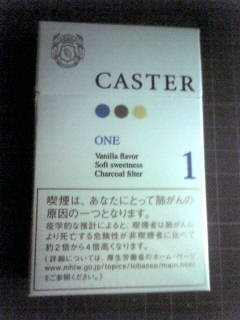 CASTER
ONE
Vanilla flavor
Soft sweetness
Charcoal filter
1
喫煙は、あなたにとって肺がんの
原因の一つとなります。
疫学的な推計によると、喫煙者は肺がんに
より死亡する危険性が非喫煙者に比べて
約2倍から4倍高くなります。
(詳細については、厚生労働省のホーム・ページ
www.mhlw.go.jp/topics/tobacco/main.html
をご参照ください。)